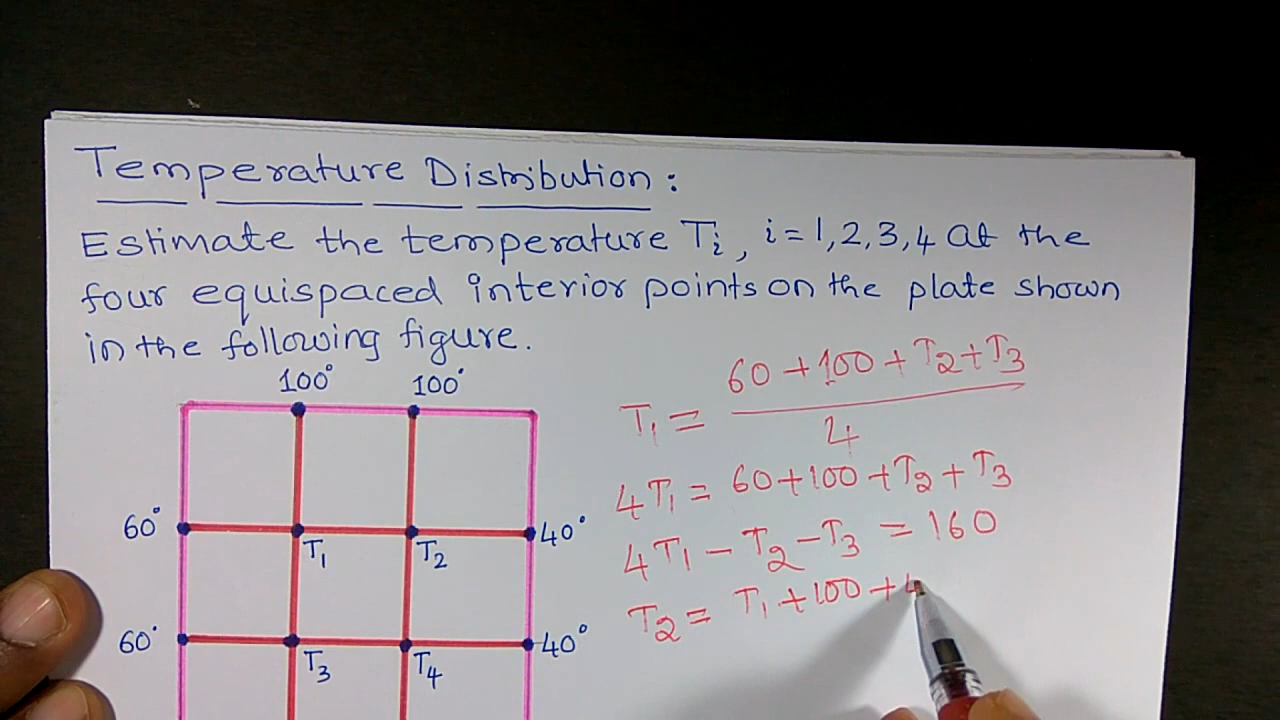 Temperature Distribution :
Estimate the temperature Tᵢ, i=1,2,3,4 at the
four equispaced interior points on the plate shown
in the following figure.
100° 100°
60° T₁ T₂ 40°
60° T₃ T₄ 40°
T₁ = (60+100+T₂+T₃)/4
4T₁ = 60+100+T₂+T₃
4T₁ - T₂ - T₃ = 160
T₂ = T₁+100+4